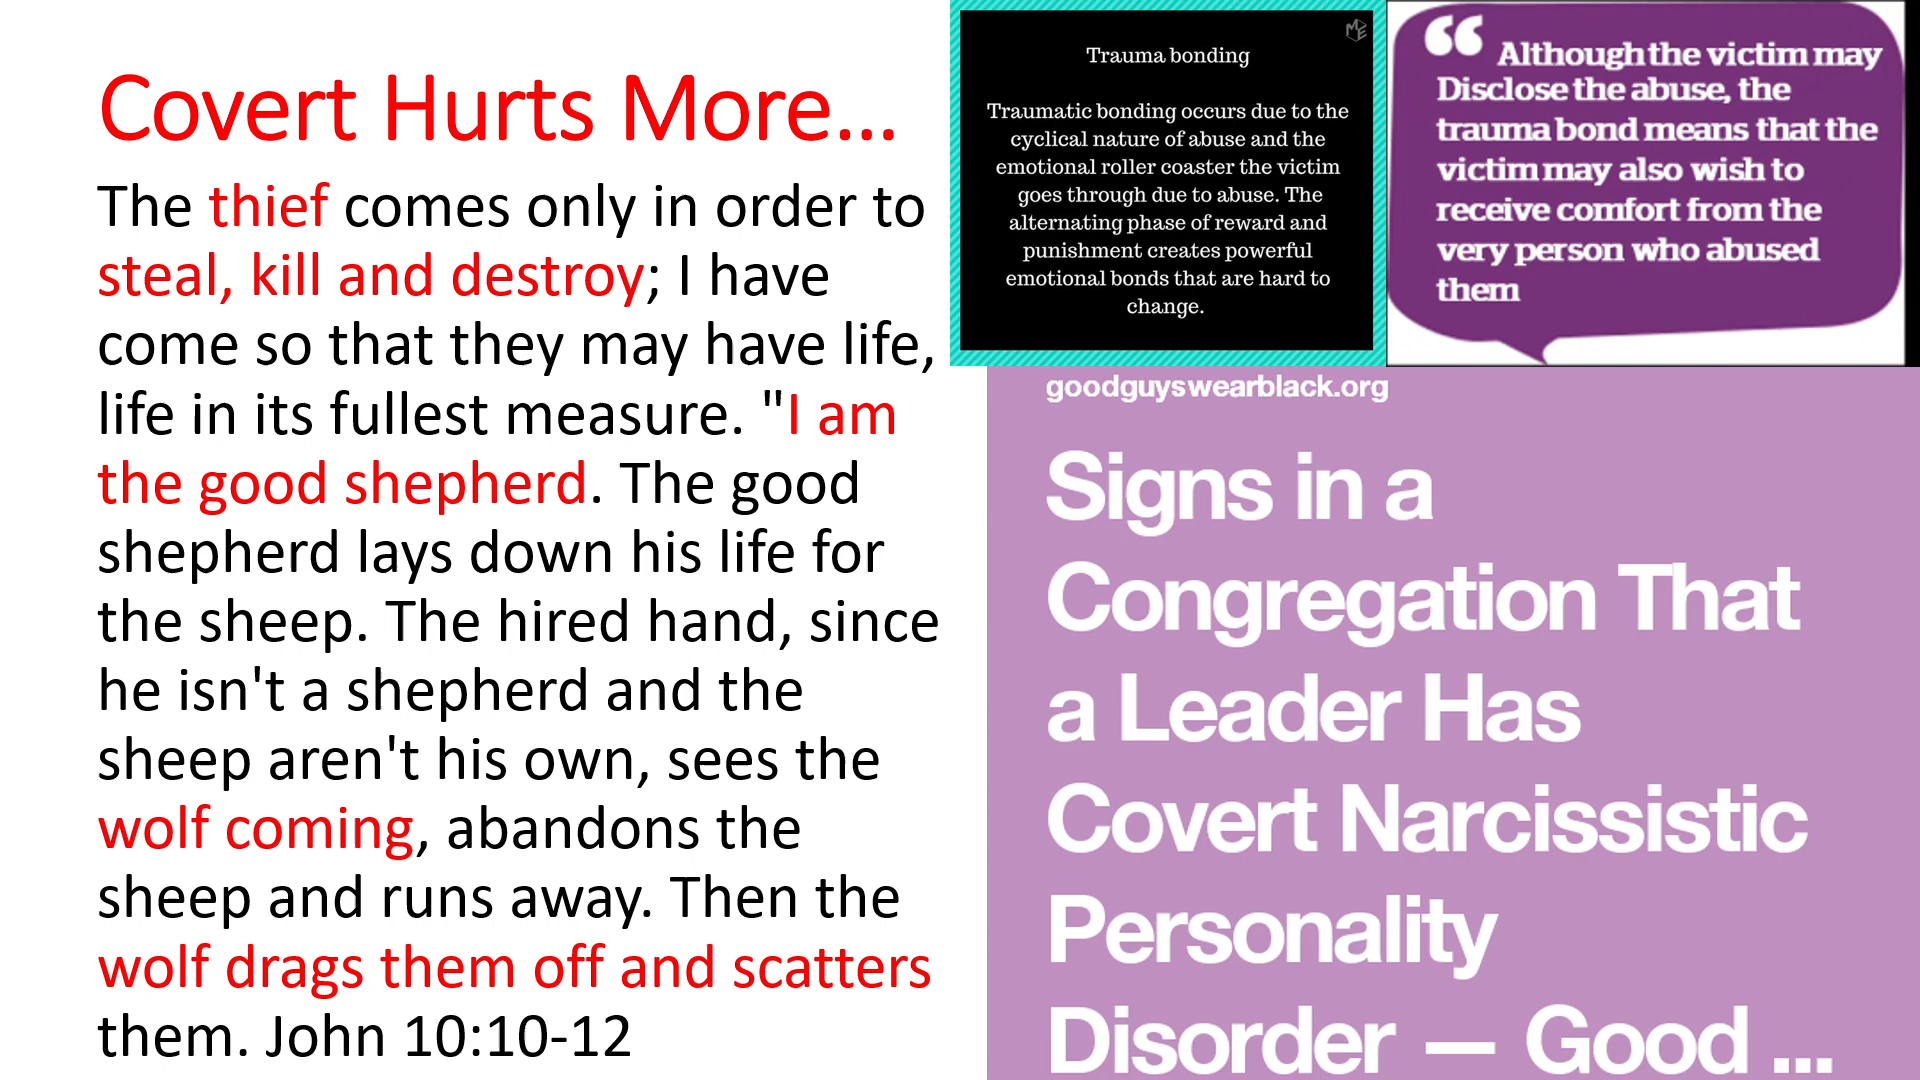 Covert Hurts More...
The thief comes only in order to
steal, kill and destroy; I have
come so that they may have life,
life in its fullest measure. "I am
the good shepherd. The good
shepherd lays down his life for
the sheep. The hired hand, since
he isn't a shepherd and the
sheep aren't his own, sees the
wolf coming, abandons the
sheep and runs away. Then the
wolf drags them off and scatters
them. John 10:10-12
Trauma bonding
Traumatic bonding occurs due to the
cyclical nature of abuse and the
emotional roller coaster the victim
goes through due to abuse. The
alternating phase of reward and
punishment creates powerful
emotional bonds that are hard to
change.
“ Although the victim may
Disclose the abuse, the
trauma bond means that the
victim may also wish to
receive comfort from the
very person who abused
them
goodguyswearblack.org
Signs in a
Congregation That
a Leader Has
Covert Narcissistic
Personality
Disorder — Good ...